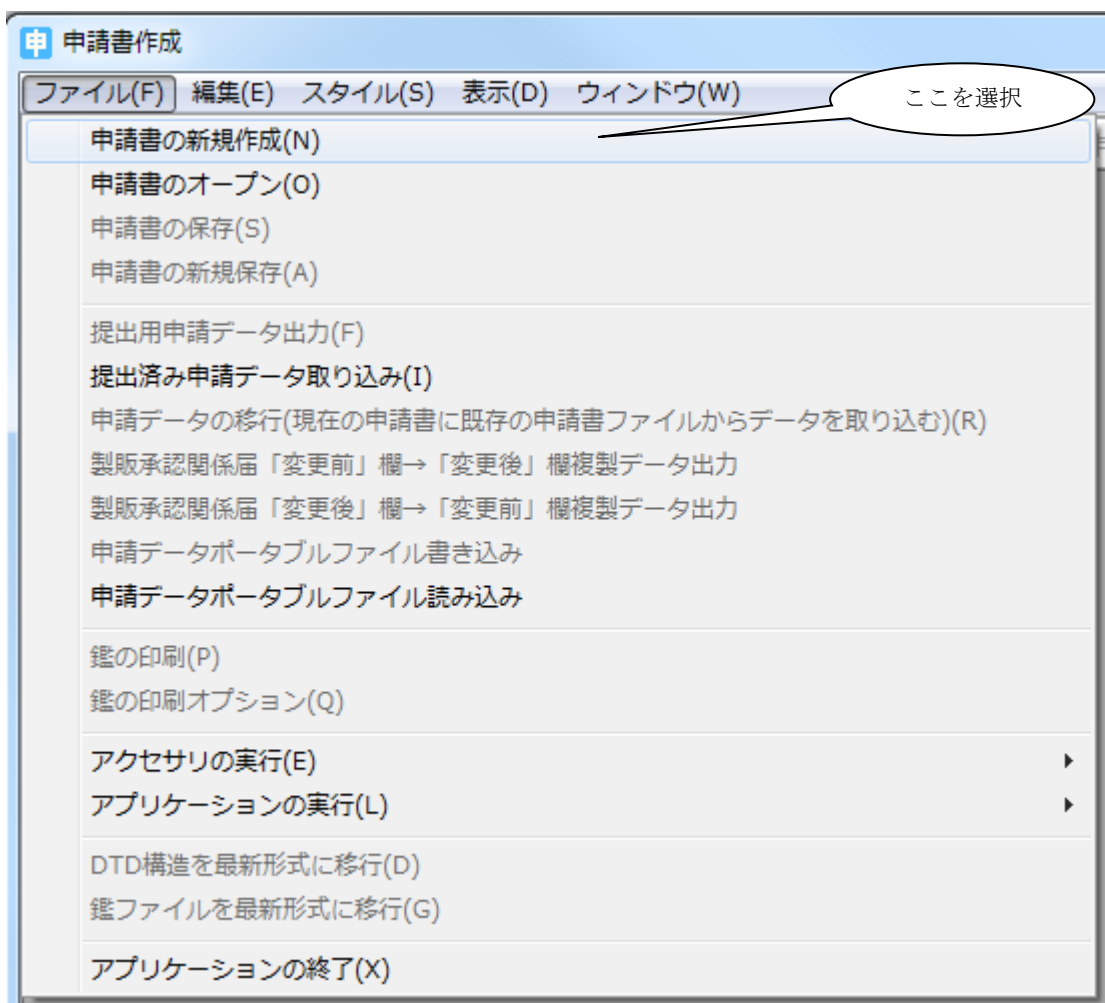 申 申請書作成
ファイル(F) 編集(E) スタイル(S) 表示(D) ウィンドウ(W)
ここを選択
申請書の新規作成(N)
申請書のオープン(O)
申請書の保存(S)
申請書の新規保存(A)
提出用申請データ出力(F)
提出済み申請データ取り込み(I)
申請データの移行(現在の申請書に既存の申請書ファイルからデータを取り込む)(R)
製販承認関係届「変更前」欄→「変更後」欄複製データ出力
製販承認関係届「変更後」欄→「変更前」欄複製データ出力
申請データポータブルファイル書き込み
申請データポータブルファイル読み込み
鑑の印刷(P)
鑑の印刷オプション(Q)
アクセサリの実行(E)
アプリケーションの実行(L)
DTD構造を最新形式に移行(D)
鑑ファイルを最新形式に移行(G)
アプリケーションの終了(X)